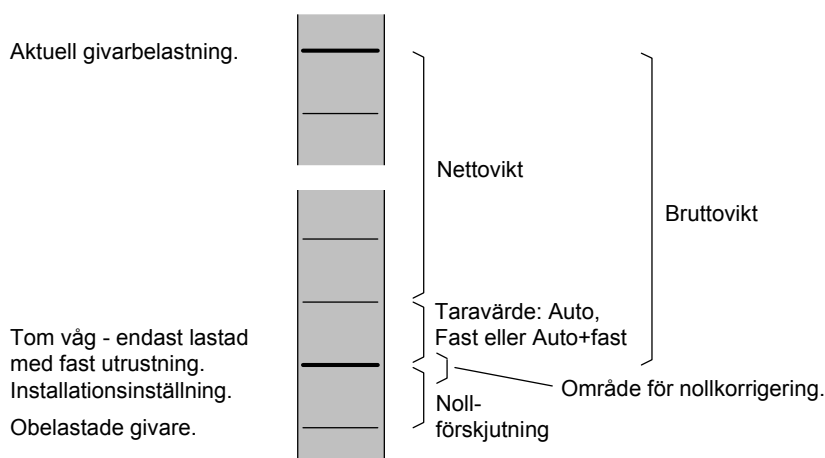 Aktuell givarbelastning.
Nettovikt
Bruttovikt
Taravärde: Auto,
Fast eller Auto+fast
Tom våg - endast lastad
med fast utrustning.
Installationsinställning.
Område för nollkorrigering.
Noll-
förskjutning
Obelastade givare.